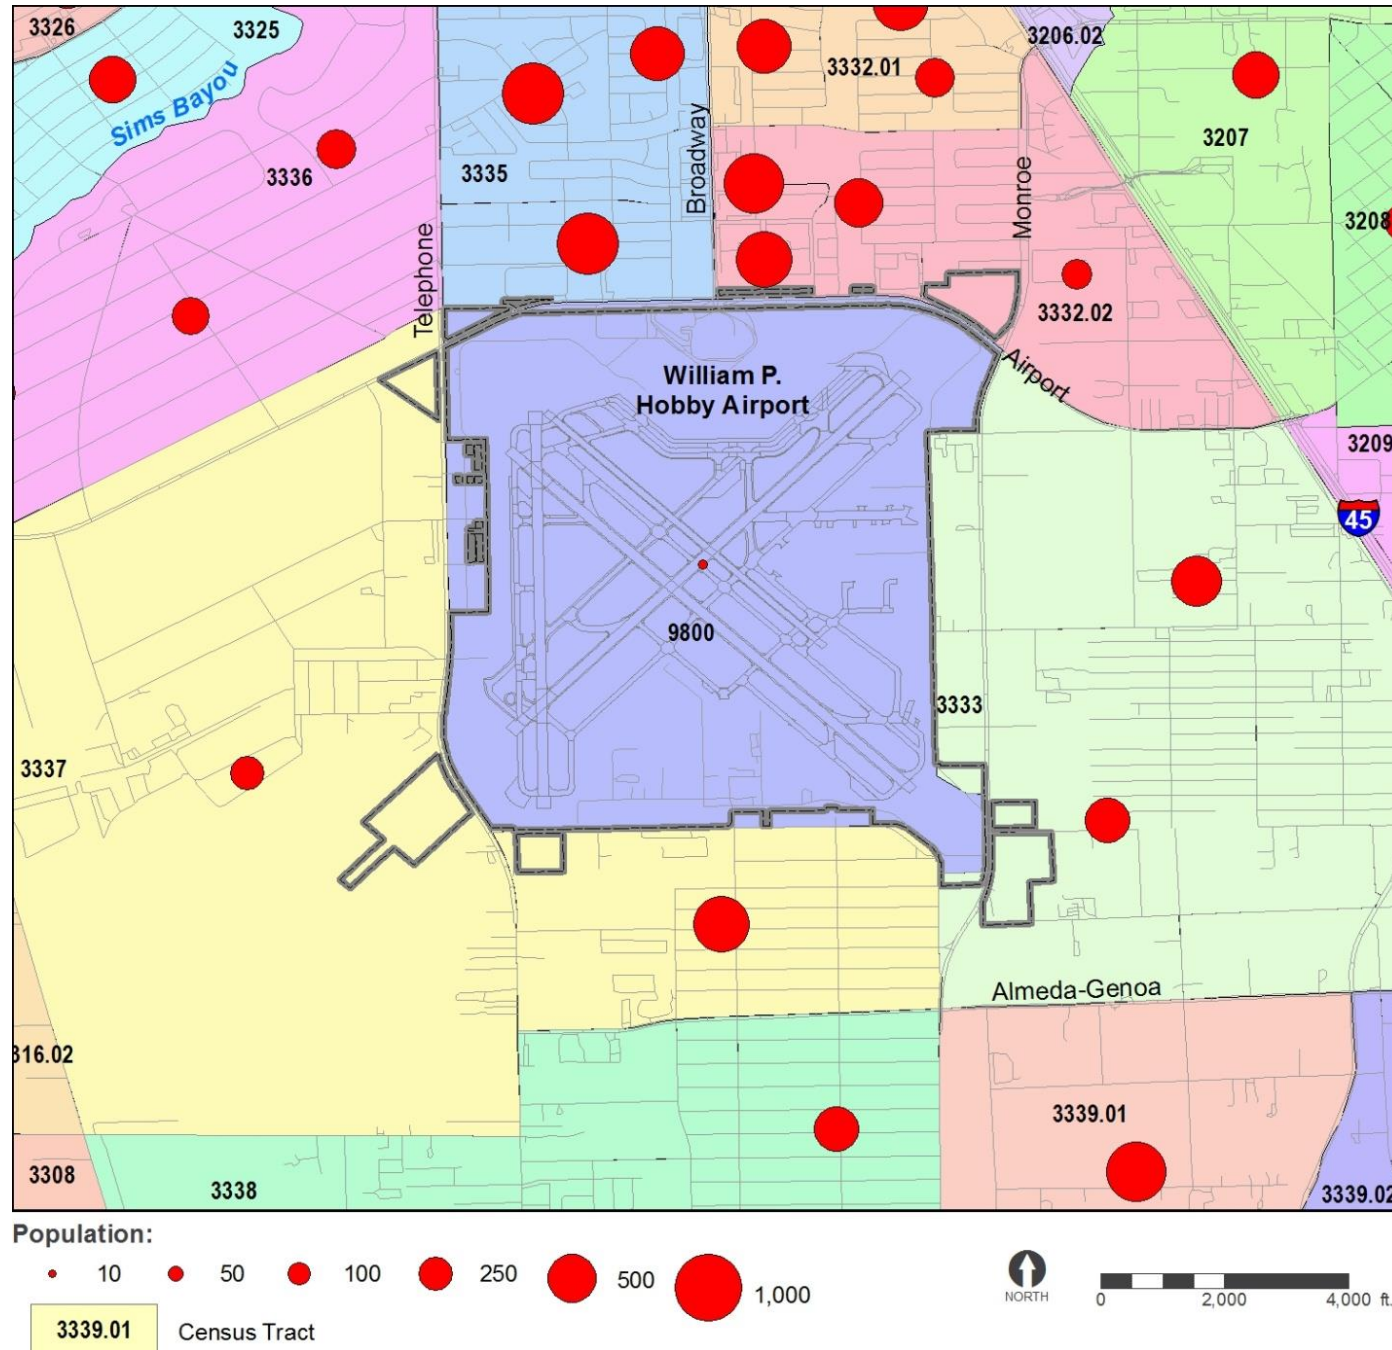 3326
3325
3206.02
3332.01
Sims Bayou
3207
3336
3335
Broadway
Monroe
3208
Telephone
3332.02
Airport
William P.
Hobby Airport
3209
45
9800
3333
3337
Almeda-Genoa
316.02
3339.01
3308
3338
3339.02
Population:
10
50
100
250
500
1,000
NORTH
0
2,000
4,000 ft.
3339.01
Census Tract